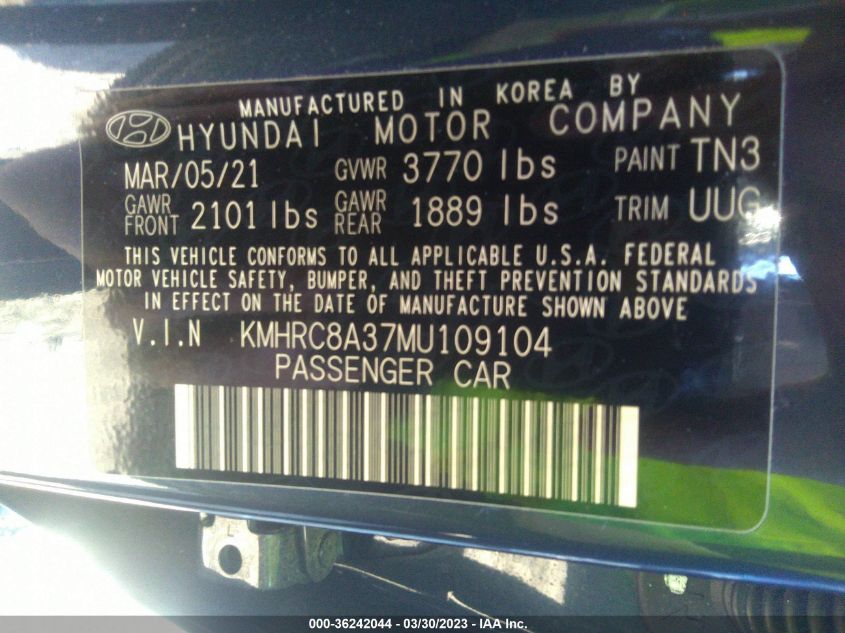 MANUFACTURED IN KOREA BY
HYUNDAI MOTOR COMPANY
MAR/05/21 GVWR 3770 lbs PAINT TN3
GAWR FRONT 2101 lbs GAWR REAR 1889 lbs TRIM UUG
THIS VEHICLE CONFORMS TO ALL APPLICABLE U.S.A. FEDERAL
MOTOR VEHICLE SAFETY, BUMPER, AND THEFT PREVENTION STANDARDS
IN EFFECT ON THE DATE OF MANUFACTURE SHOWN ABOVE
V.I.N KMHRC8A37MU109104
PASSENGER CAR
000-36242044 / 03/30/2023 - IAA Inc.